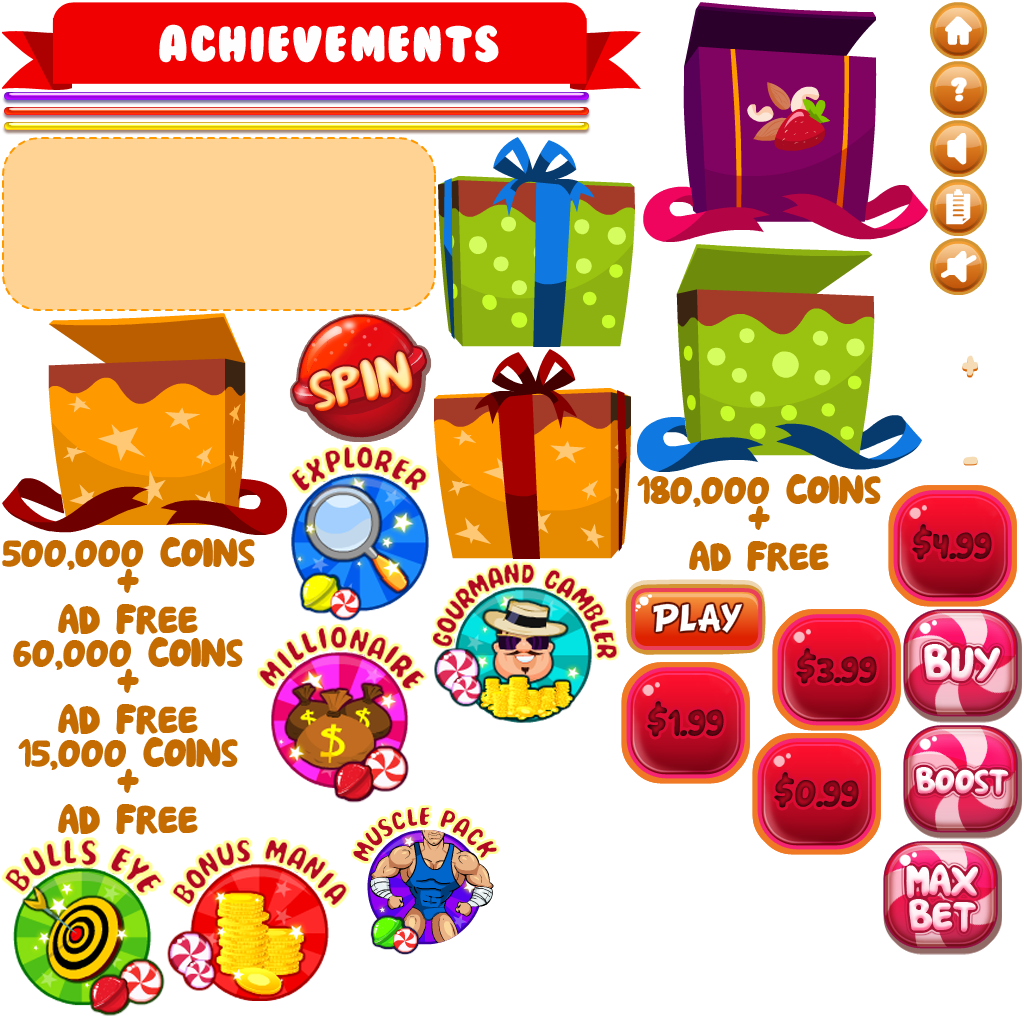 ACHIEVEMENTS
?
SPIN
EXPLORER
180,000 COINS
+
AD FREE
$4.99
500,000 COINS
+
AD FREE
60,000 COINS
+
AD FREE
15,000 COINS
+
AD FREE
GOURMAND GAMBLER
MILLIONAIRE
$ $
$
PLAY
$3.99
BUY
$1.99
$0.99
BOOST
MUSCLE PACK
BULLS EYE
BONUS MANIA
MAX
BET